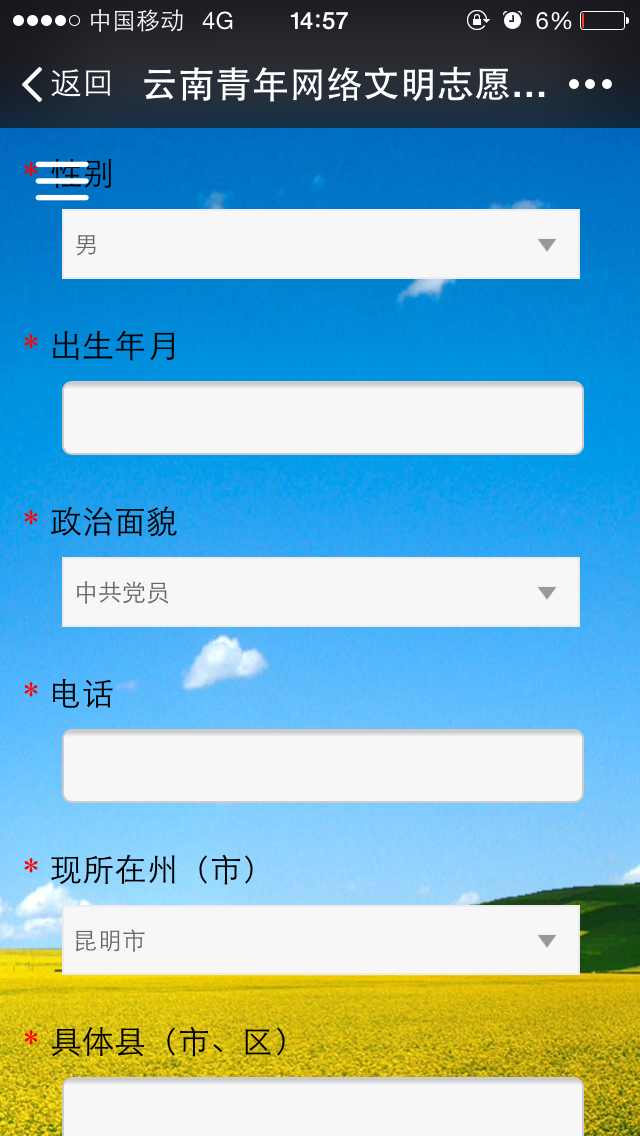 中国移动 4G 14:57 6%
返回 云南青年网络文明志愿...
* 性别
男
* 出生年月
* 政治面貌
中共党员
* 电话
* 现所在州（市）
昆明市
* 具体县（市、区）